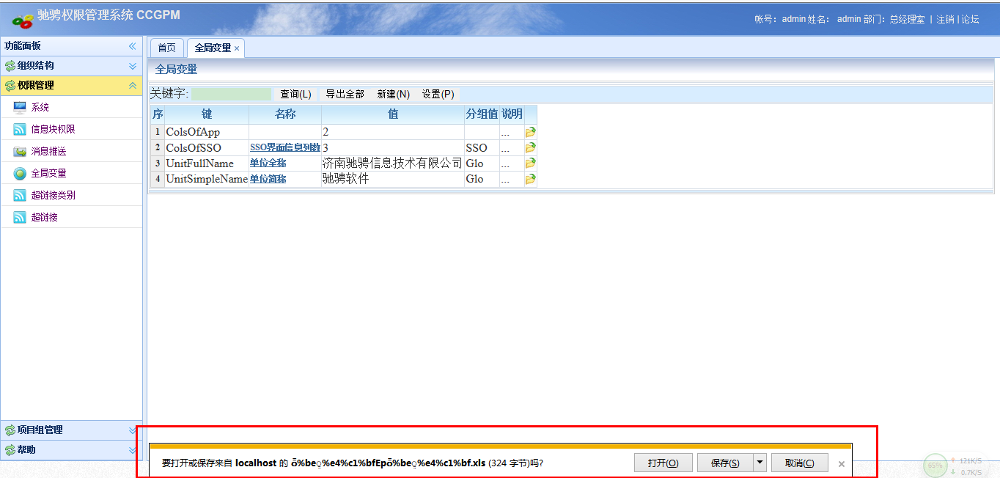 驰骋权限管理系统 CCGPM
帐号: admin 姓名: admin 部门: 总经理室 | 注销 | 论坛
功能面板
组织结构
权限管理
系统
信息块权限
消息推送
全局变量
超链接类别
超链接
项目组管理
帮助
首页 全局变量 ×
全局变量
关键字: 查询(L) 导出全部 新建(N) 设置(P)
序 键 名称 值 分组值 说明
1 ColsOfApp 2 ...
2 ColsOfSSO SSO界面信息列数 3 SSO ...
3 UnitFullName 单位全称 济南驰骋信息技术有限公司 Glo ...
4 UnitSimpleName 单位简称 驰骋软件 Glo ...
要打开或保存来自 localhost 的 ȭ%beƍ%e4%c1%bfEpȭ%beƍ%e4%c1%bf.xls (324 字节)吗?
打开(O) 保存(S) 取消(C) ×
65% 121K/S
0.7K/S